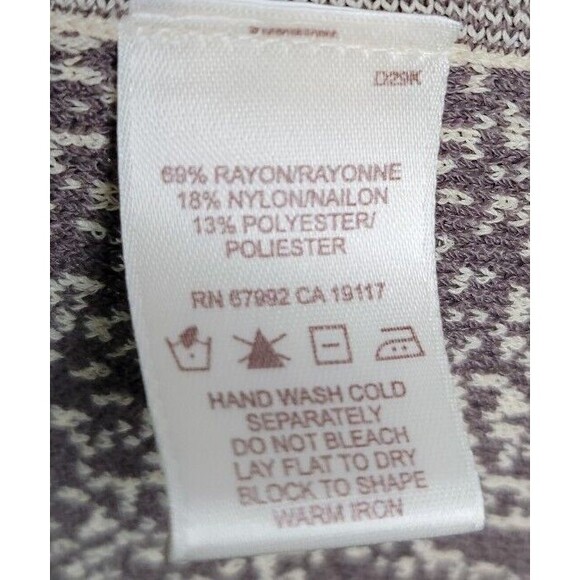 69% RAYON/RAYONNE
18% NYLON/NAILON
13% POLYESTER/
POLIESTER
RN 67992 CA 19117
HAND WASH COLD
SEPARATELY
DO NOT BLEACH
LAY FLAT TO DRY
BLOCK TO SHAPE
WARM IRON